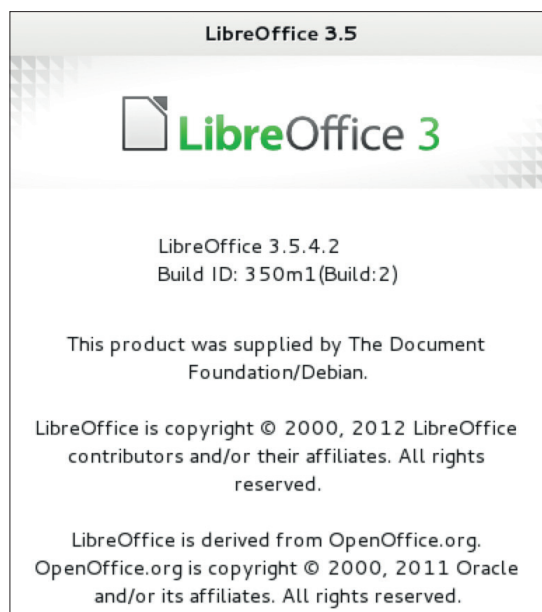 LibreOffice 3.5
LibreOffice 3
LibreOffice 3.5.4.2
Build ID: 350m1(Build:2)
This product was supplied by The Document
Foundation/Debian.
LibreOffice is copyright © 2000, 2012 LibreOffice
contributors and/or their affiliates. All rights
reserved.
LibreOffice is derived from OpenOffice.org.
OpenOffice.org is copyright © 2000, 2011 Oracle
and/or its affiliates. All rights reserved.